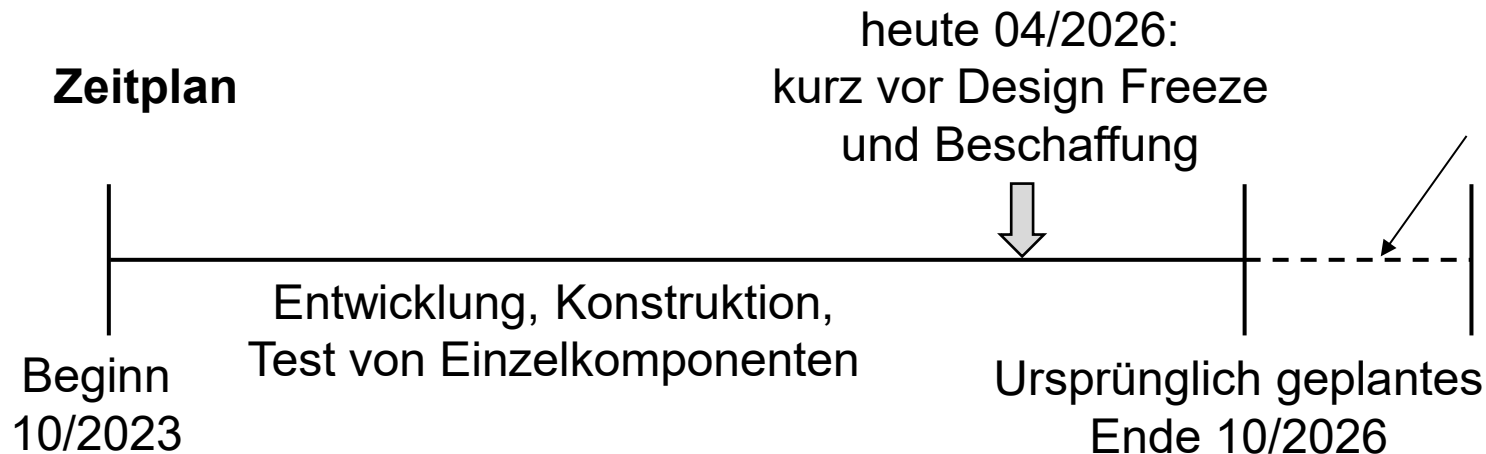 Zeitplan
heute 04/2026:
kurz vor Design Freeze
und Beschaffung
Entwicklung, Konstruktion,
Test von Einzelkomponenten
Beginn
10/2023
Ursprünglich geplantes
Ende 10/2026